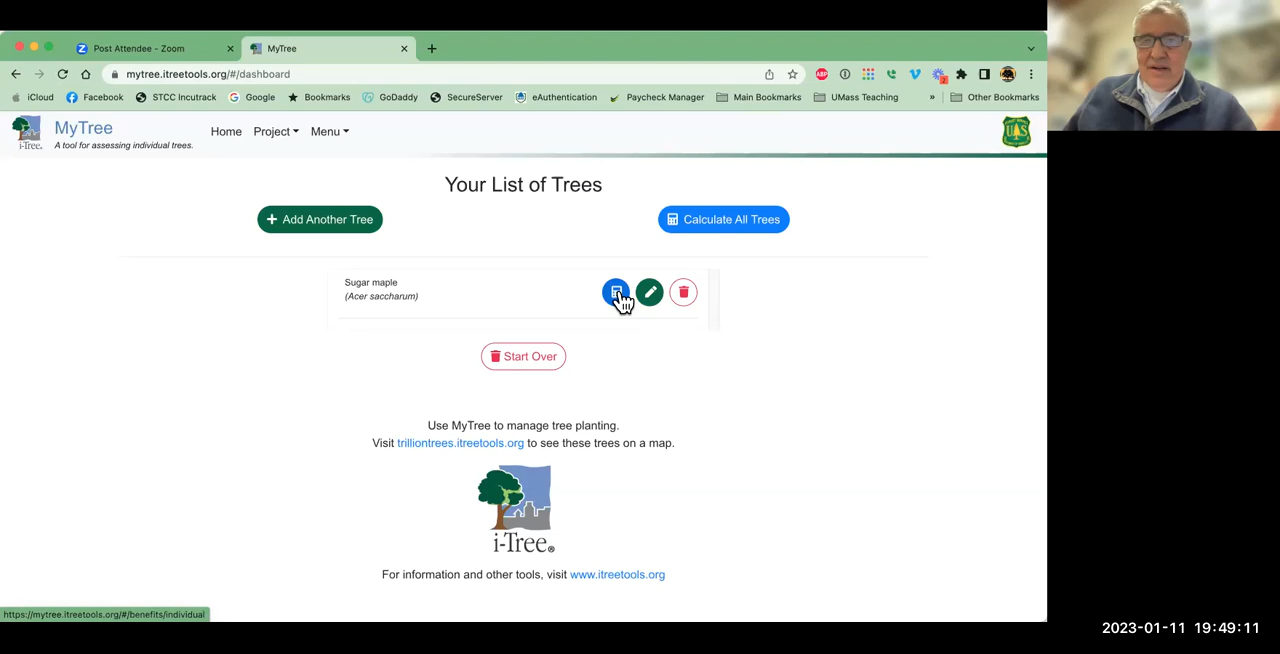 Post Attendee - Zoom
MyTree
mytree.itreetools.org/#/dashboard
ABP
2
iCloud
Facebook
STCC Incutrack
Google
Bookmarks
GoDaddy
SecureServer
eAuthentication
Paycheck Manager
Main Bookmarks
UMass Teaching
»
Other Bookmarks
i-Tree.
MyTree
A tool for assessing individual trees.
Home
Project
Menu
U S
Your List of Trees
+ Add Another Tree
Calculate All Trees
Sugar maple
(Acer saccharum)
Start Over
Use MyTree to manage tree planting.
Visit trilliontrees.itreetools.org to see these trees on a map.
i-Tree®
For information and other tools, visit www.itreetools.org
https://mytree.itreetools.org/#/benefits/individual
2023-01-11 19:49:11